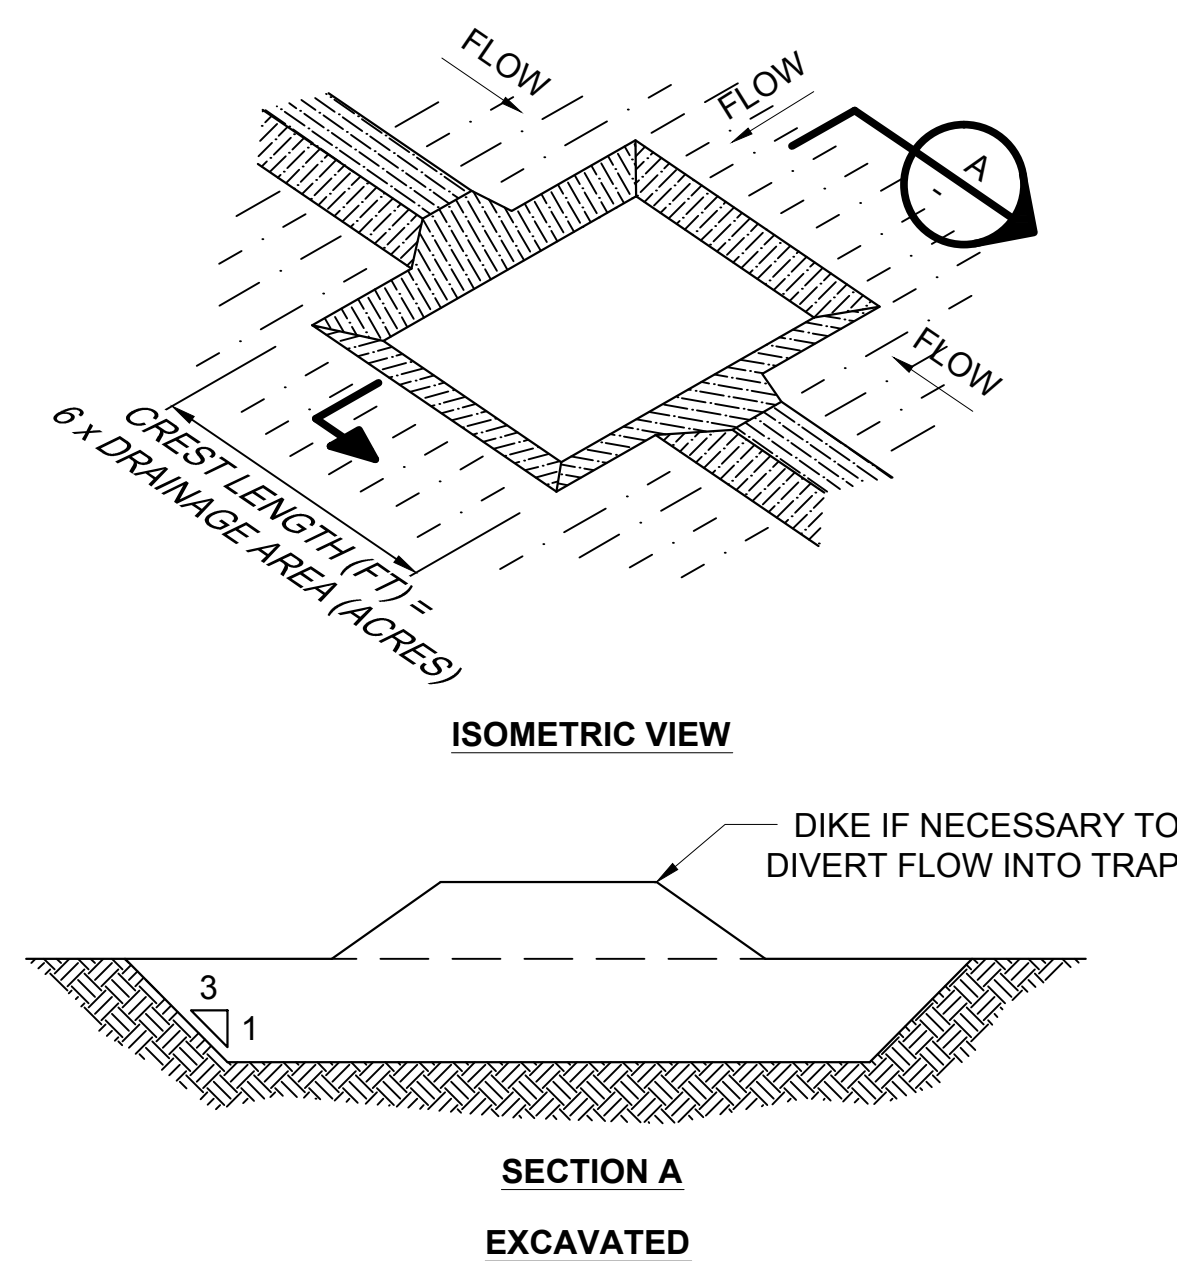 FLOW
FLOW
A
-
FLOW
CREST LENGTH (FT) =
6 x DRAINAGE AREA (ACRES)
ISOMETRIC VIEW
DIKE IF NECESSARY TO
DIVERT FLOW INTO TRAP
3
1
SECTION A
EXCAVATED